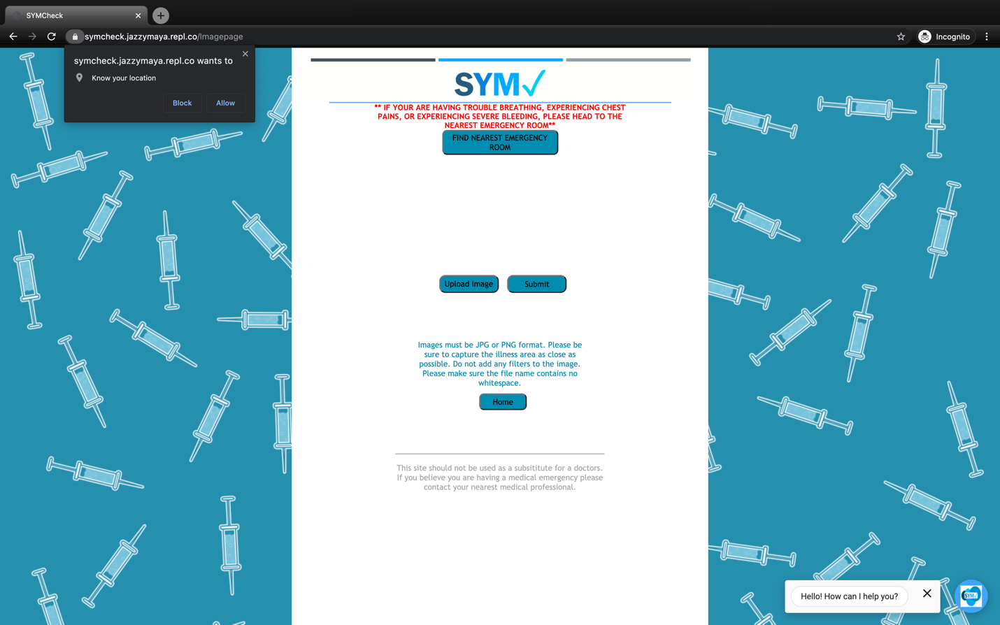 SYMCheck
symcheck.jazzymaya.repl.co/Imagepage
Incognito
symcheck.jazzymaya.repl.co wants to
Know your location
Block
Allow
SYM
** IF YOUR ARE HAVING TROUBLE BREATHING, EXPERIENCING CHEST
PAINS, OR EXPERIENCING SEVERE BLEEDING, PLEASE HEAD TO THE
NEAREST EMERGENCY ROOM**
FIND NEAREST EMERGENCY
ROOM
Upload Image
Submit
Images must be JPG or PNG format. Please be
sure to capture the illness area as close as
possible. Do not add any filters to the image.
Please make sure the file name contains no
whitespace.
Home
This site should not be used as a subsititute for a doctors.
If you believe you are having a medical emergency please
contact your nearest medical professional.
Hello! How can I help you?
SYM